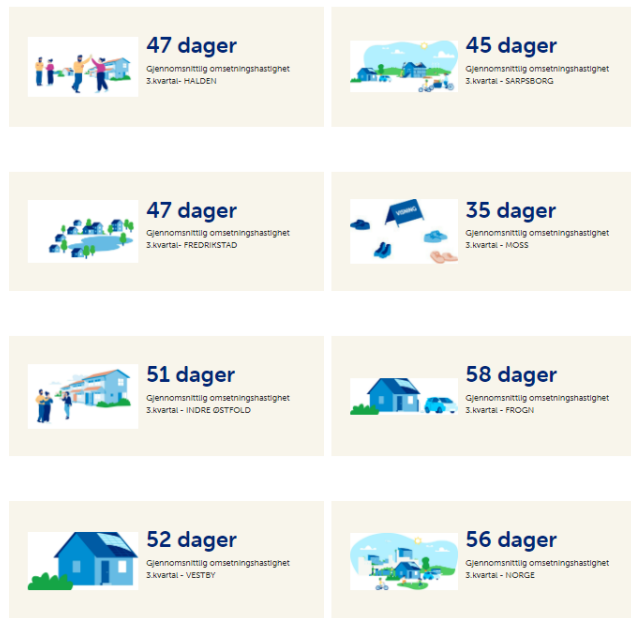 47 dager
Gjennomsnittlig omsetningshastighet
3.kvartal- HALDEN
45 dager
Gjennomsnittlig omsetningshastighet
3.kvartal - SARPSBORG
47 dager
Gjennomsnittlig omsetningshastighet
3.kvartal- FREDRIKSTAD
VISNING
35 dager
Gjennomsnittlig omsetningshastighet
3.kvartal - MOSS
51 dager
Gjennomsnittlig omsetningshastighet
3.kvartal - INDRE ØSTFOLD
58 dager
Gjennomsnittlig omsetningshastighet
3.kvartal - FROGN
52 dager
Gjennomsnittlig omsetningshastighet
3.kvartal - VESTBY
56 dager
Gjennomsnittlig omsetningshastighet
3.kvartal - NORGE